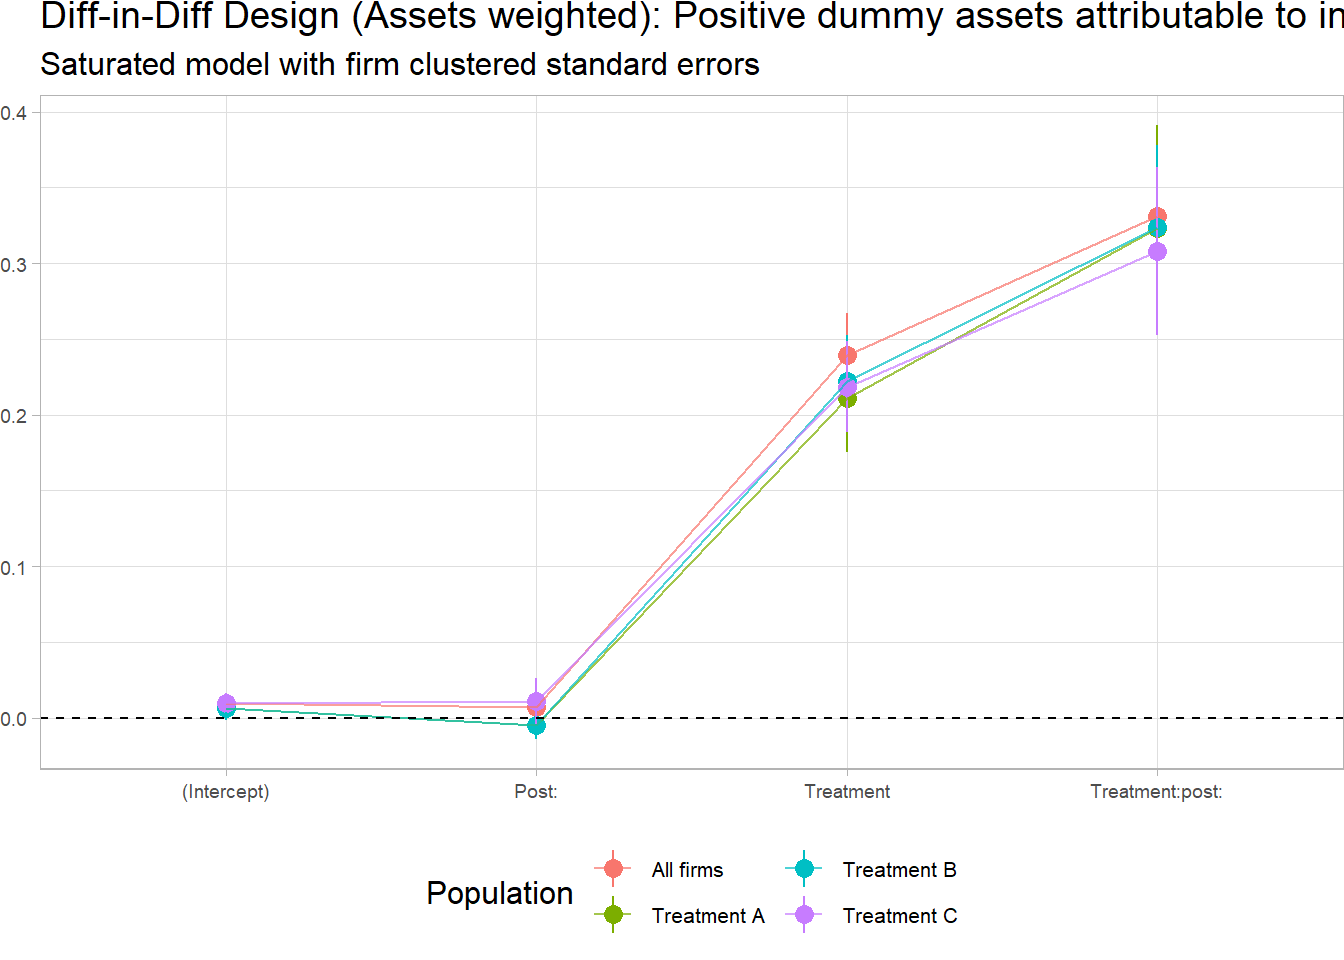 Diff-in-Diff Design (Assets weighted): Positive dummy assets attributable to in
Saturated model with firm clustered standard errors
0.4
0.3
0.2
0.1
0.0
(Intercept) Post: Treatment Treatment:post:
Population
All firms Treatment B
Treatment A Treatment C